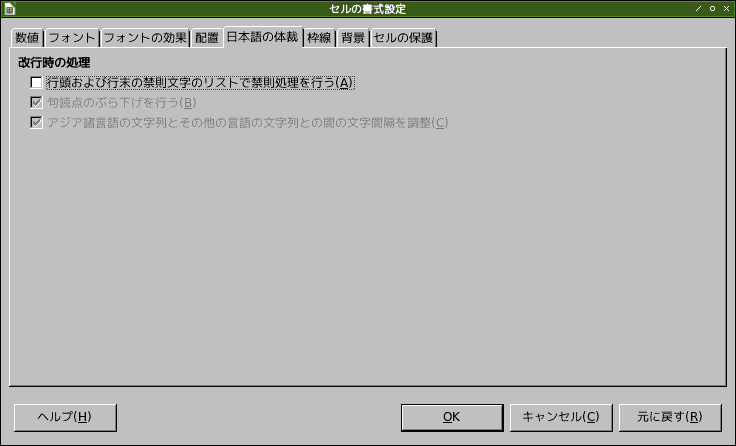 セルの書式設定
数値 フォント フォントの効果 配置 日本語の体裁 枠線 背景 セルの保護
改行時の処理
行頭および行末の禁則文字のリストで禁則処理を行う(A)
句読点のぶら下げを行う(B)
アジア諸言語の文字列とその他の言語の文字列との間の文字間隔を調整(C)
ヘルプ(H) OK キャンセル(C) 元に戻す(R)